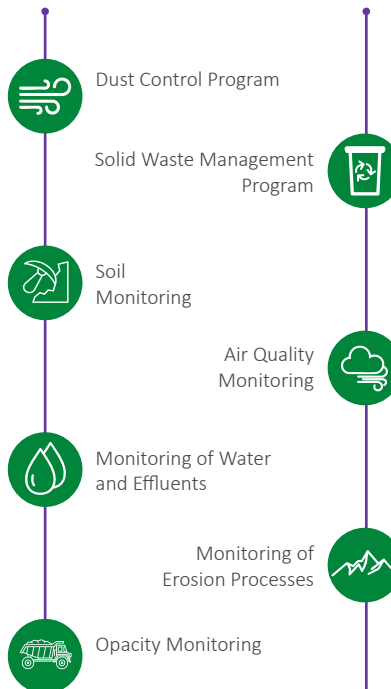 Dust Control Program
Solid Waste Management
Program
Soil
Monitoring
Air Quality
Monitoring
Monitoring of Water
and Effluents
Monitoring of
Erosion Processes
Opacity Monitoring